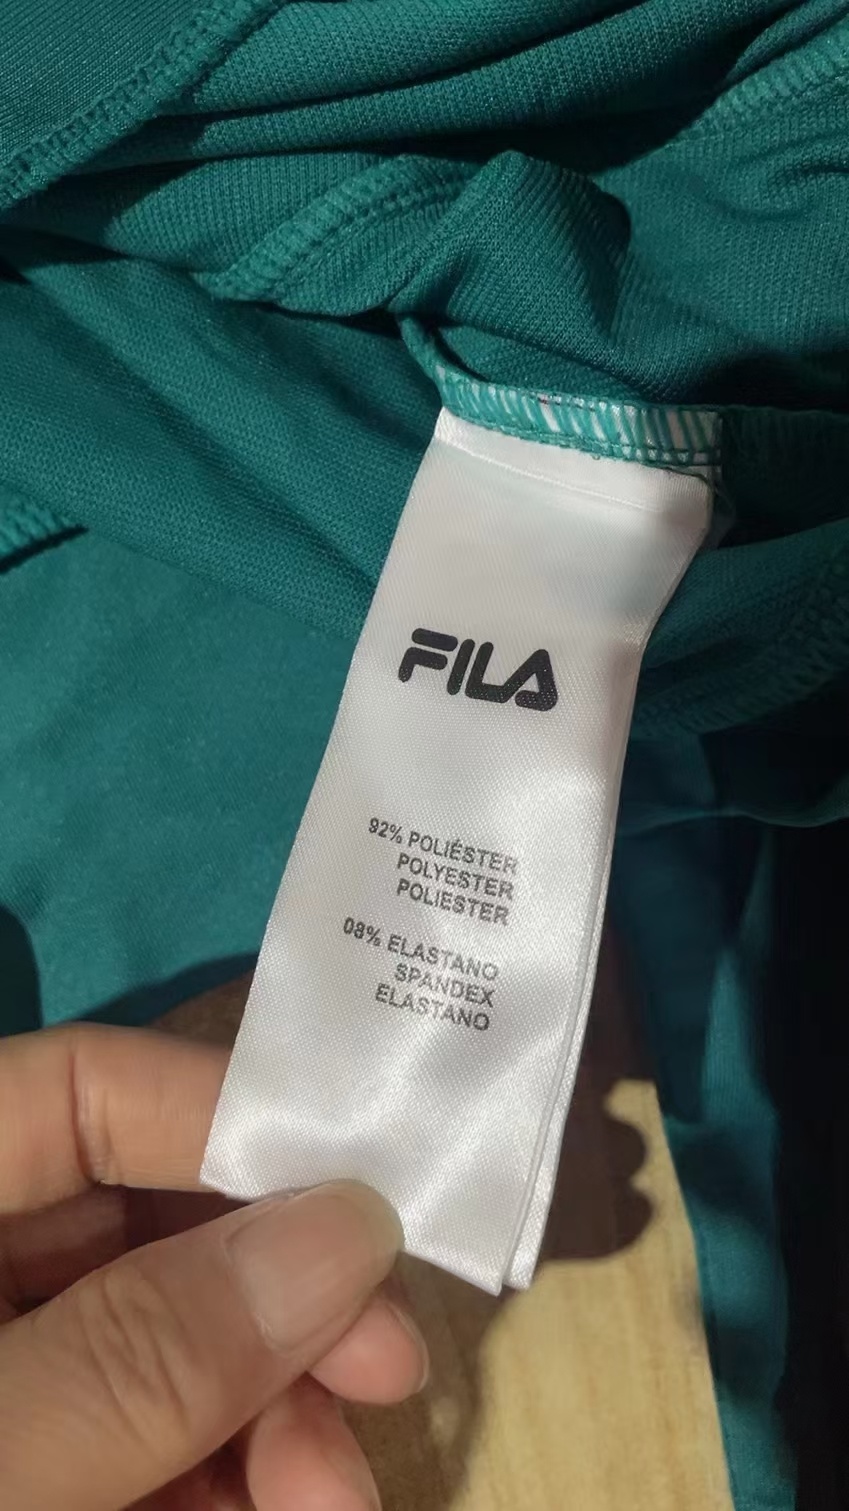 FILA
92% POLIÉSTER
POLYESTER
POLIESTER
08% ELASTANO
SPANDEX
ELASTANO